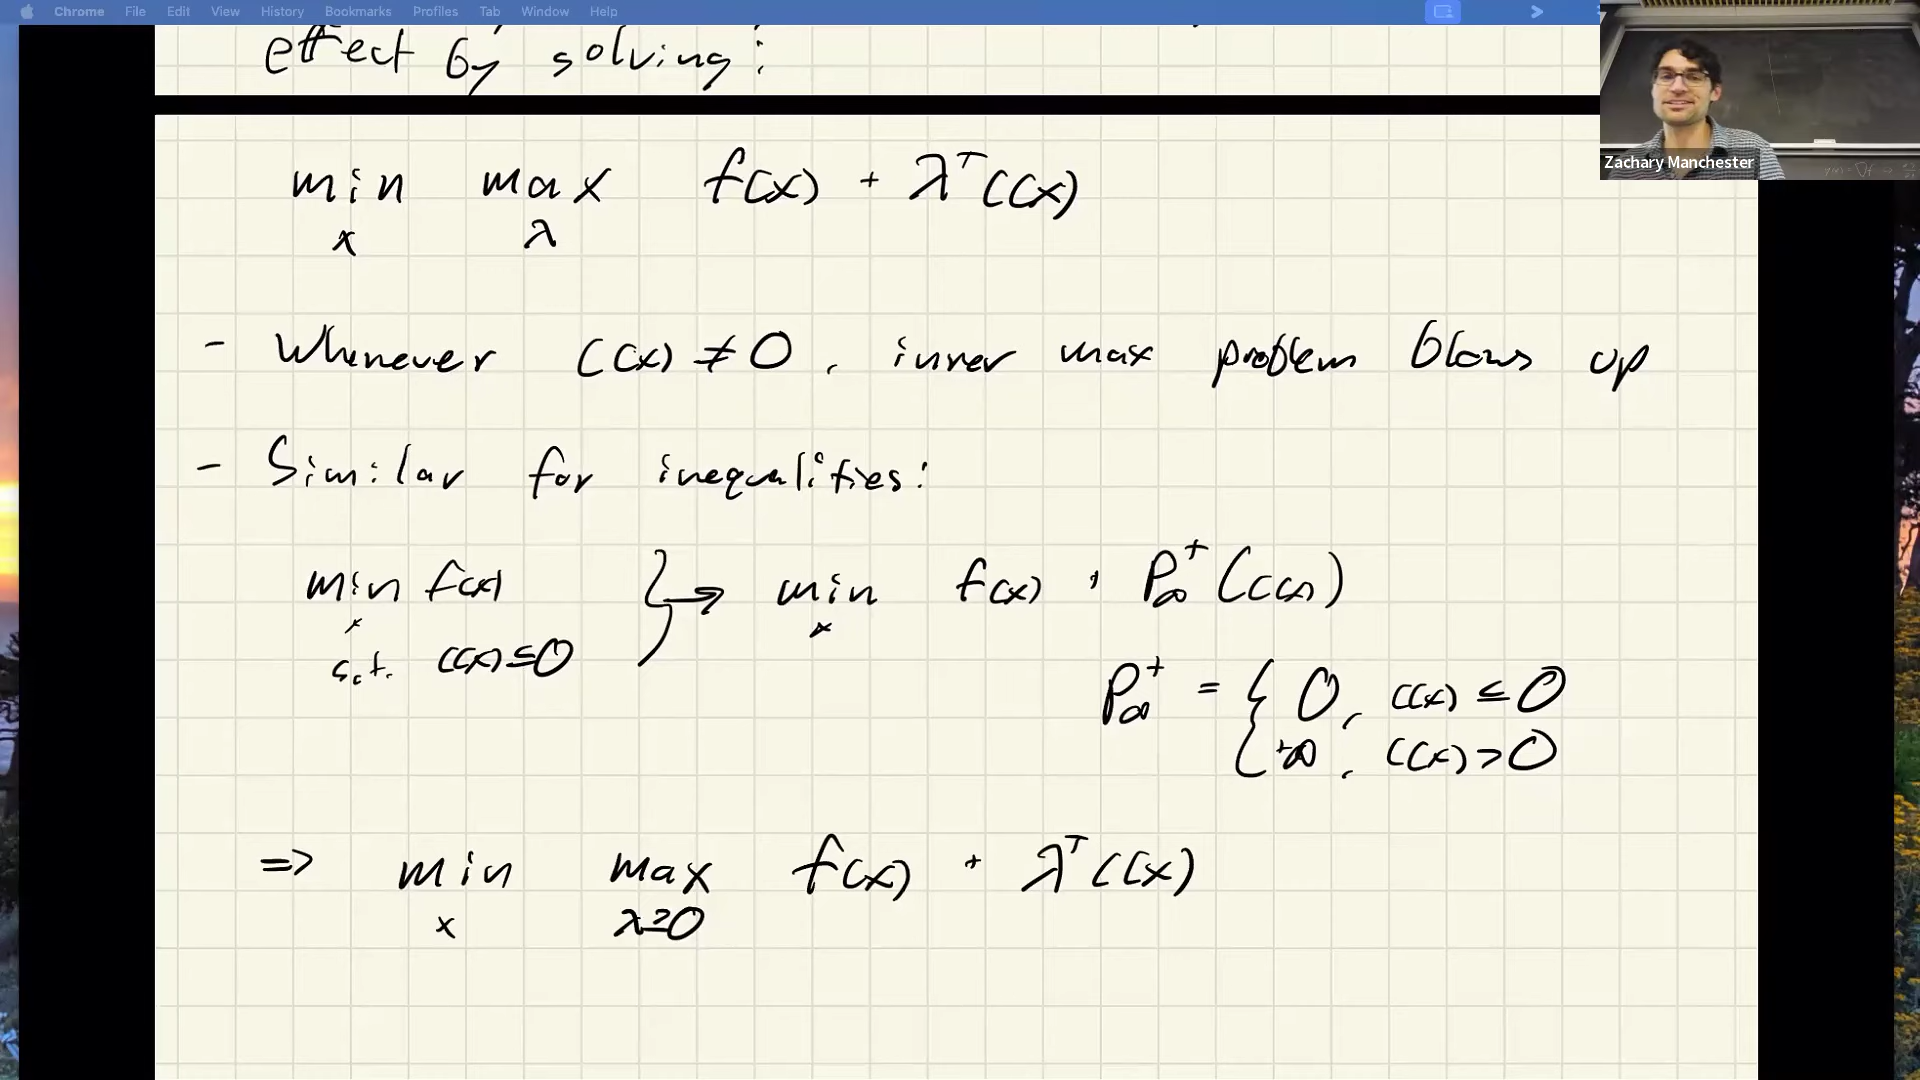 Chrome File Edit View History Bookmarks Profiles Tab Window Help
effect by solving:
Zachary Manchester
min max f(x) + λᵀc(x)
x λ
- Whenever c(x) ≠ 0, inner max problem blows up
- Similar for inequalities:
min f(x) } → min f(x) + P∞⁺(c(x))
x x
s.t. c(x) ≤ 0
P∞⁺ = { 0, c(x) ≤ 0
{ +∞, c(x) > 0
=> min max f(x) + λᵀc(x)
x λ≥0